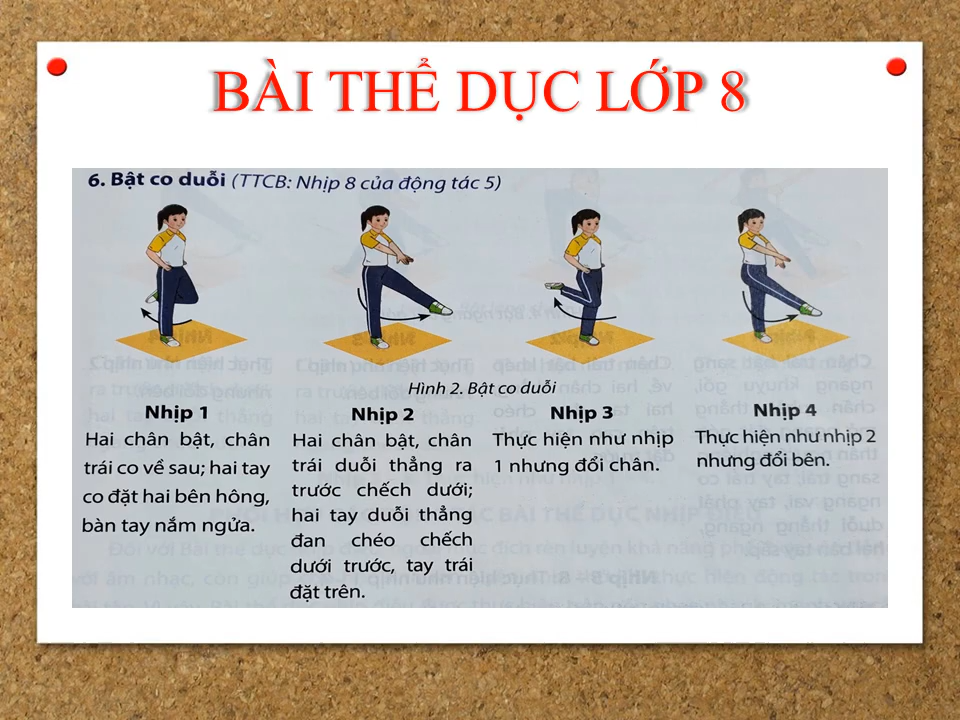 BÀI THỂ DỤC LỚP 8
6. Bật co duỗi (TTCB: Nhịp 8 của động tác 5)
Hình 2. Bật co duỗi
Nhịp 1
Hai chân bật, chân
trái co về sau; hai tay
co đặt hai bên hông,
bàn tay nắm ngửa.
Nhịp 2
Hai chân bật, chân
trái duỗi thẳng ra
trước chếch dưới;
hai tay duỗi thẳng
đan chéo chếch
dưới trước, tay trái
đặt trên.
Nhịp 3
Thực hiện như nhịp
1 nhưng đổi chân.
Nhịp 4
Thực hiện như nhịp 2
nhưng đổi bên.